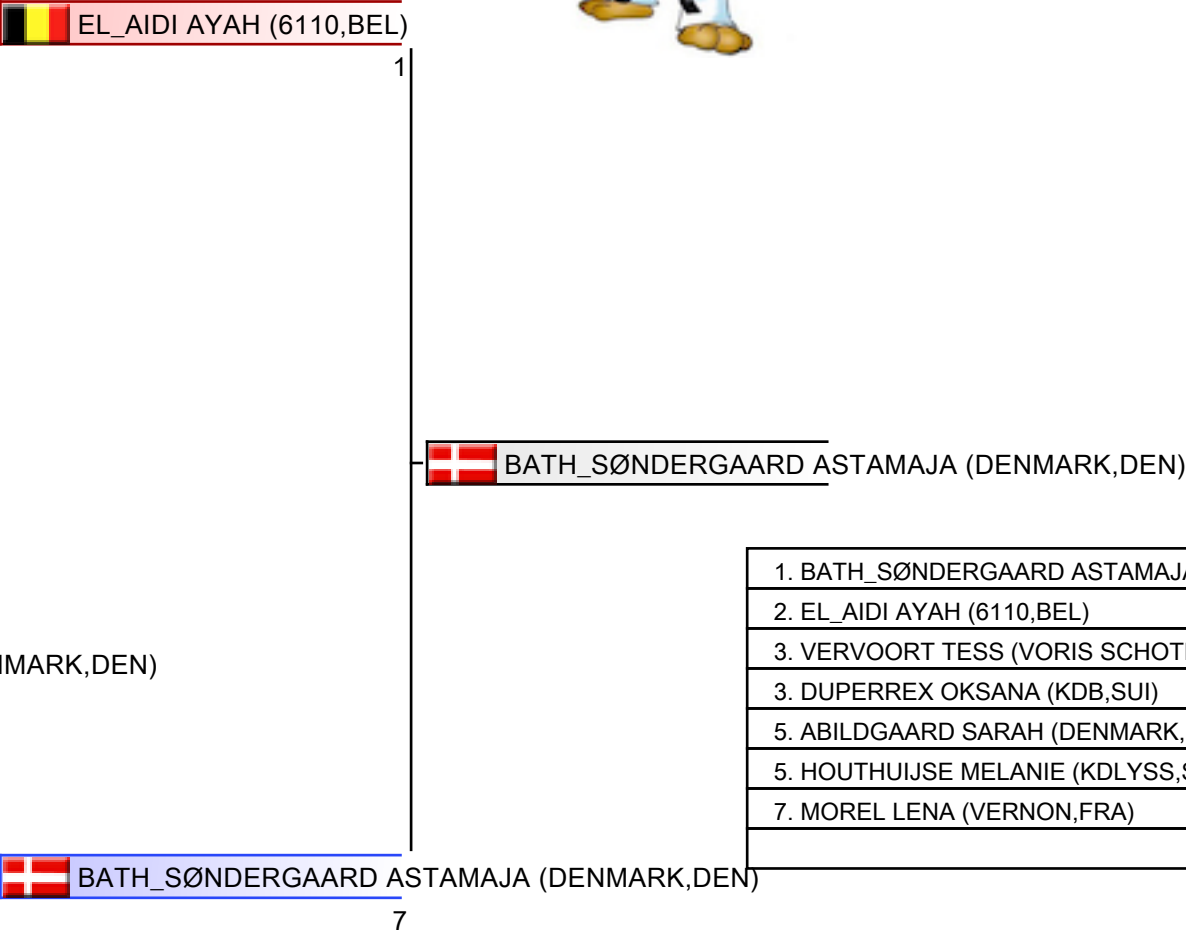 EL_AIDI AYAH (6110,BEL)
1
BATH_SØNDERGAARD ASTAMAJA (DENMARK,DEN)
1. BATH_SØNDERGAARD ASTAMAJA
2. EL_AIDI AYAH (6110,BEL)
3. VERVOORT TESS (VORIS
3. DUPERREX OKSANA (KDB,SUI)
5. ABILDGAARD SARAH (DENMARK,
5. HOUTHUIJSE MELANIE (KDLYSS,
7. MOREL LENA (VERNON,FRA)
MARK,DEN)
BATH_SØNDERGAARD ASTAMAJA (DENMARK,DEN)
7